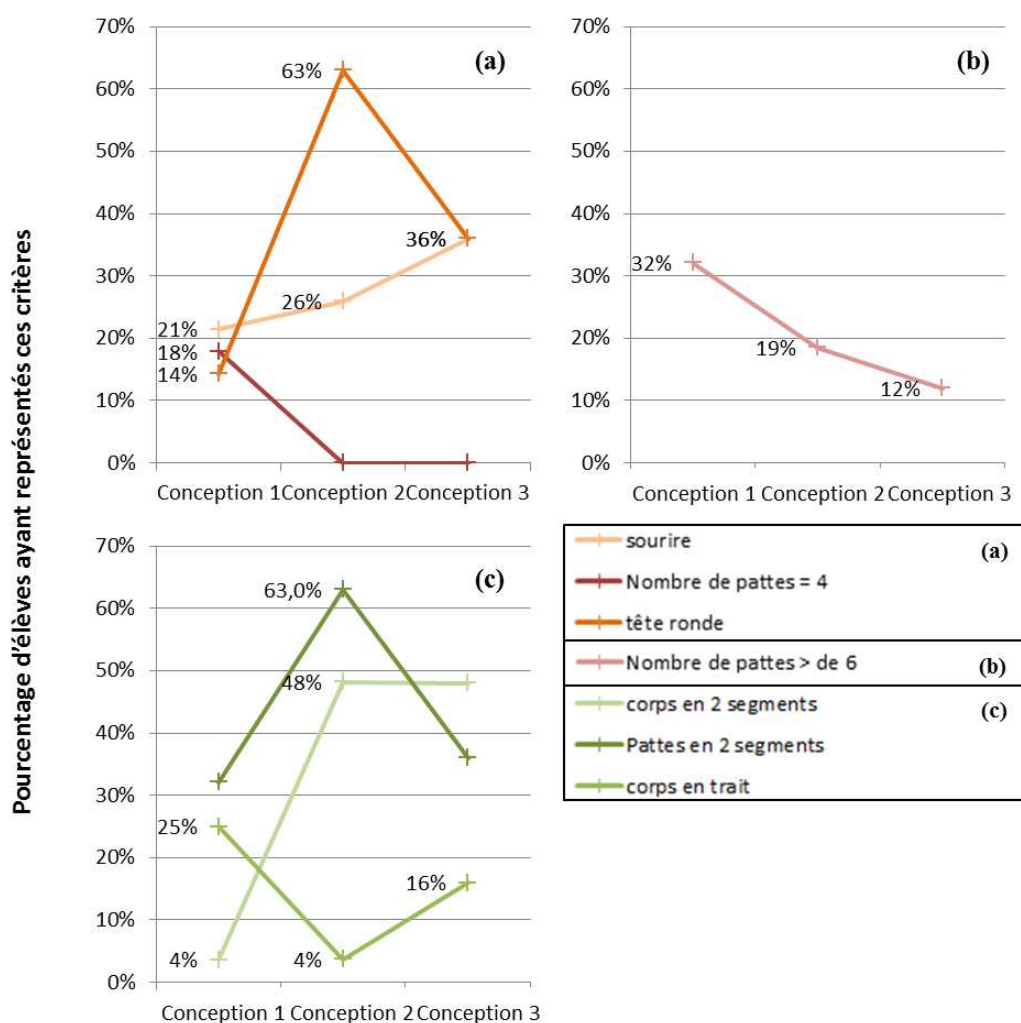 Pourcentage d'élèves ayant représentés ces critères
70%
60%
50%
40%
30%
20%
10%
0%
(a)
63%
36%
26%
21%
18%
14%
Conception 1 Conception 2 Conception 3
70%
60%
50%
40%
30%
20%
10%
0%
(b)
32%
19%
12%
Conception 1 Conception 2 Conception 3
70%
60%
50%
40%
30%
20%
10%
0%
(c)
63,0%
48%
25%
16%
4%
4%
Conception 1 Conception 2 Conception 3
sourire (a)
Nombre de pattes = 4
tête ronde
Nombre de pattes > de 6 (b)
corps en 2 segments (c)
Pattes en 2 segments
corps en trait